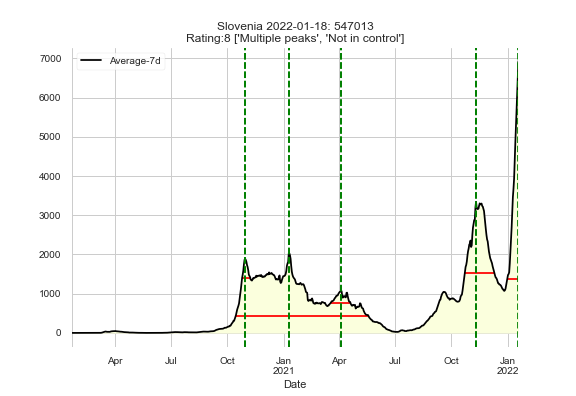 Slovenia 2022-01-18: 547013
Rating:8 ['Multiple peaks', 'Not in control']
Average-7d
7000
6000
5000
4000
3000
2000
1000
0
Apr Jul Oct Jan Apr Jul Oct Jan
2021 2022
Date